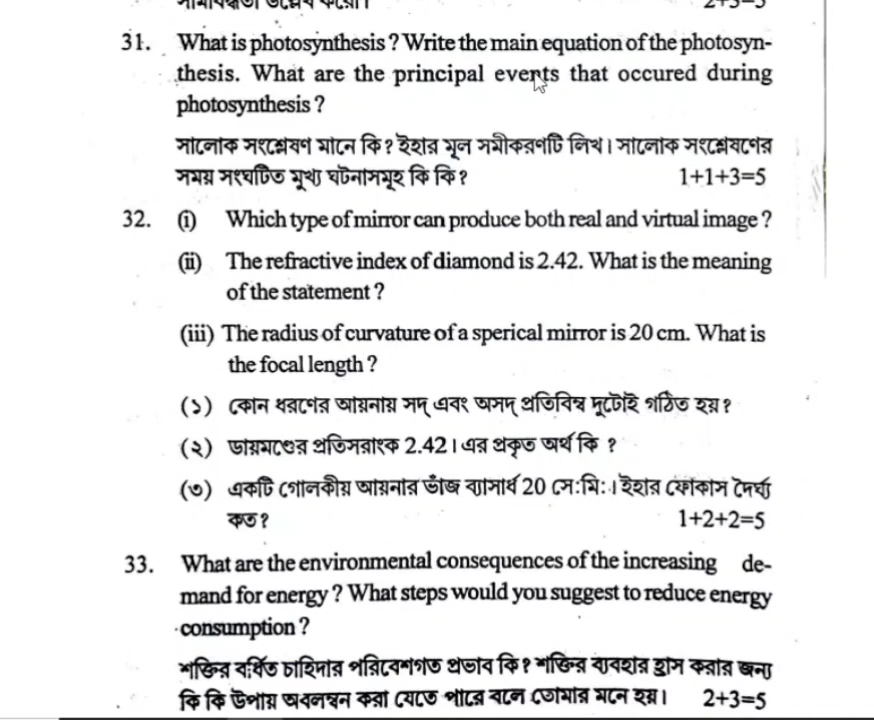 2+3=5
31. What is photosynthesis ? Write the main equation of the photosyn-
thesis. What are the principal events that occured during
photosynthesis ?
সালোক সংশ্লেষণ মানে কি? ইহার মূল সমীকরণটি লিখ। সালোক সংশ্লেষণের
সময় সংঘটিত মুখ্য ঘটনাসমূহ কি কি? 1+1+3=5
32. (i) Which type of mirror can produce both real and virtual image ?
(ii) The refractive index of diamond is 2.42. What is the meaning
of the statement ?
(iii) The radius of curvature of a sperical mirror is 20 cm. What is
the focal length ?
(১) কোন ধরণের আয়নায় সদ্ এবং অসদ্ প্রতিবিম্ব দুটোই গঠিত হয়?
(২) ডায়মণ্ডের প্রতিসরাংক 2.42। এর প্রকৃত অর্থ কি ?
(৩) একটি গোলকীয় আয়নার ভাঁজ ব্যাসার্ধ 20 সে:মি:। ইহার ফোকাস দৈর্ঘ্য
কত? 1+2+2=5
33. What are the environmental consequences of the increasing de-
mand for energy ? What steps would you suggest to reduce energy
consumption ?
শক্তির বর্ধিত চাহিদার পরিবেশগত প্রভাব কি? শক্তির ব্যবহার হ্রাস করার জন্য
কি কি উপায় অবলম্বন করা যেতে পারে বলে তোমার মনে হয়। 2+3=5